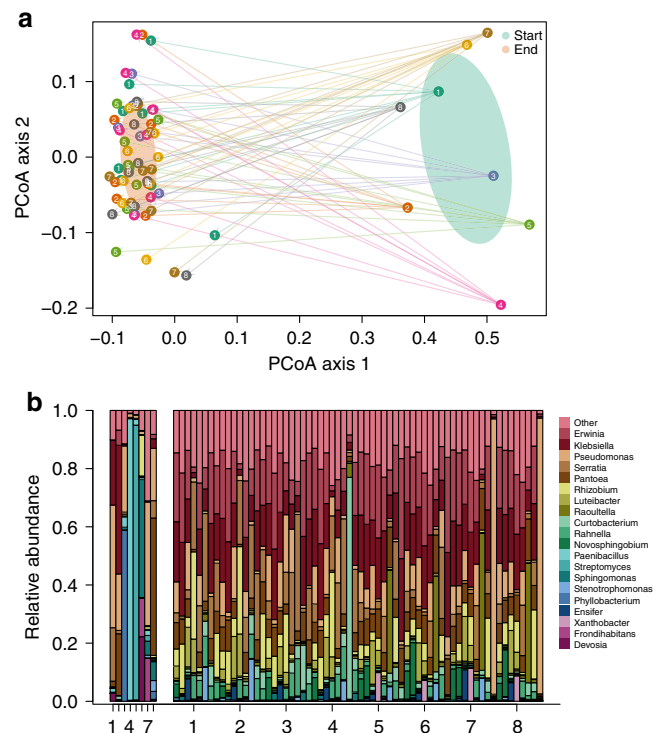 a
Start
End
PCoA axis 2
0.1
0.0
−0.1
−0.2
−0.1 0.0 0.1 0.2 0.3 0.4 0.5
PCoA axis 1
b
Relative abundance
1.0
0.8
0.6
0.4
0.2
0.0
1 4 7 1 2 3 4 5 6 7 8
Other
Erwinia
Klebsiella
Pseudomonas
Serratia
Pantoea
Rhizobium
Luteibacter
Raoultella
Curtobacterium
Rahnella
Novosphingobium
Paenibacillus
Streptomyces
Sphingomonas
Stenotrophomonas
Phyllobacterium
Ensifer
Xanthobacter
Frondihabitans
Devosia